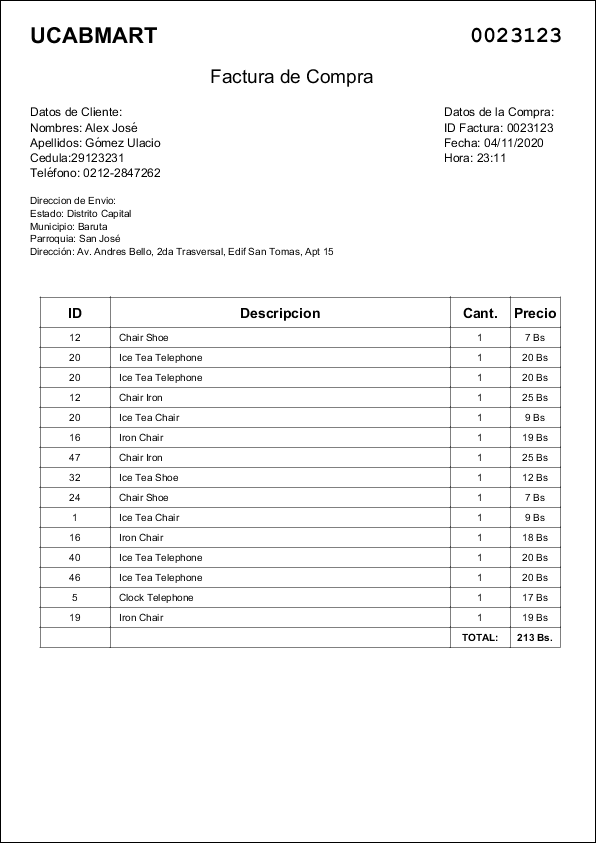 UCABMART 0023123
Factura de Compra
Datos de Cliente:
Nombres: Alex José
Apellidos: Gómez Ulacio
Cedula:29123231
Teléfono: 0212-2847262
Datos de la Compra:
ID Factura: 0023123
Fecha: 04/11/2020
Hora: 23:11
Direccion de Envio:
Estado: Distrito Capital
Municipio: Baruta
Parroquia: San José
Dirección: Av. Andres Bello, 2da Trasversal, Edif San Tomas, Apt 15
ID Descripcion Cant. Precio
12 Chair Shoe 1 7 Bs
20 Ice Tea Telephone 1 20 Bs
20 Ice Tea Telephone 1 20 Bs
12 Chair Iron 1 25 Bs
20 Ice Tea Chair 1 9 Bs
16 Iron Chair 1 19 Bs
47 Chair Iron 1 25 Bs
32 Ice Tea Shoe 1 12 Bs
24 Chair Shoe 1 7 Bs
1 Ice Tea Chair 1 9 Bs
16 Iron Chair 1 18 Bs
40 Ice Tea Telephone 1 20 Bs
46 Ice Tea Telephone 1 20 Bs
5 Clock Telephone 1 17 Bs
19 Iron Chair 1 19 Bs
TOTAL: 213 Bs.